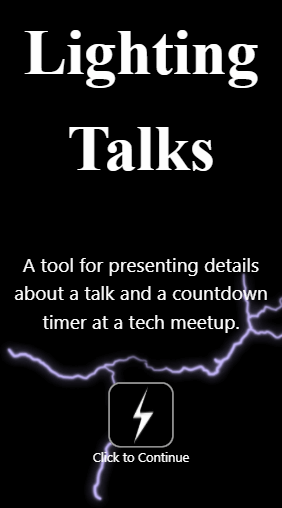 Lighting
Talks
A tool for presenting details
about a talk and a countdown
timer at a tech meetup.
Click to Continue